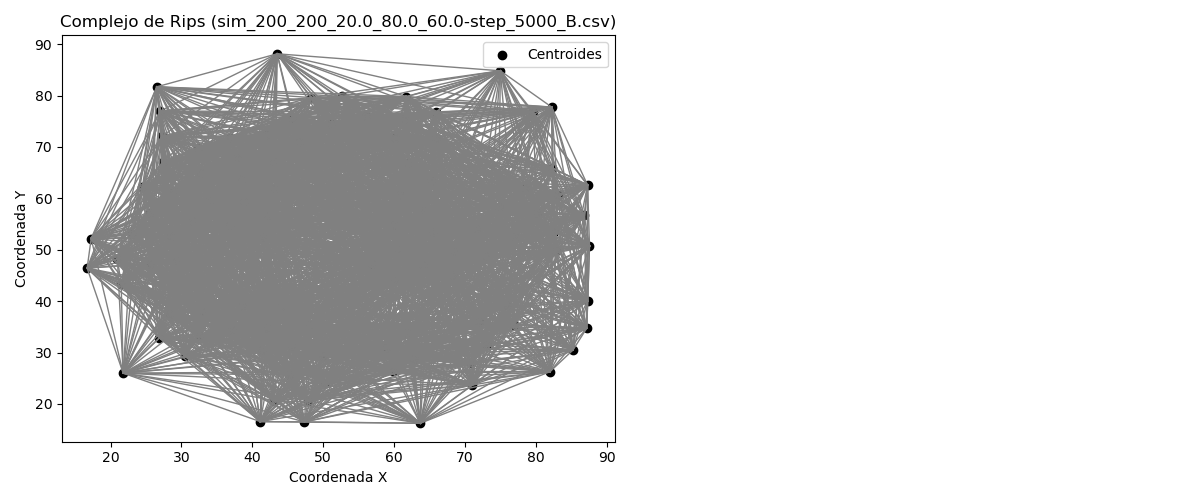 Complejo de Rips (sim_200_200_20.0_80.0_60.0-step_5000_B.csv)
Centroides
90
80
70
60
50
40
30
20
Coordenada Y
20 30 40 50 60 70 80 90
Coordenada X